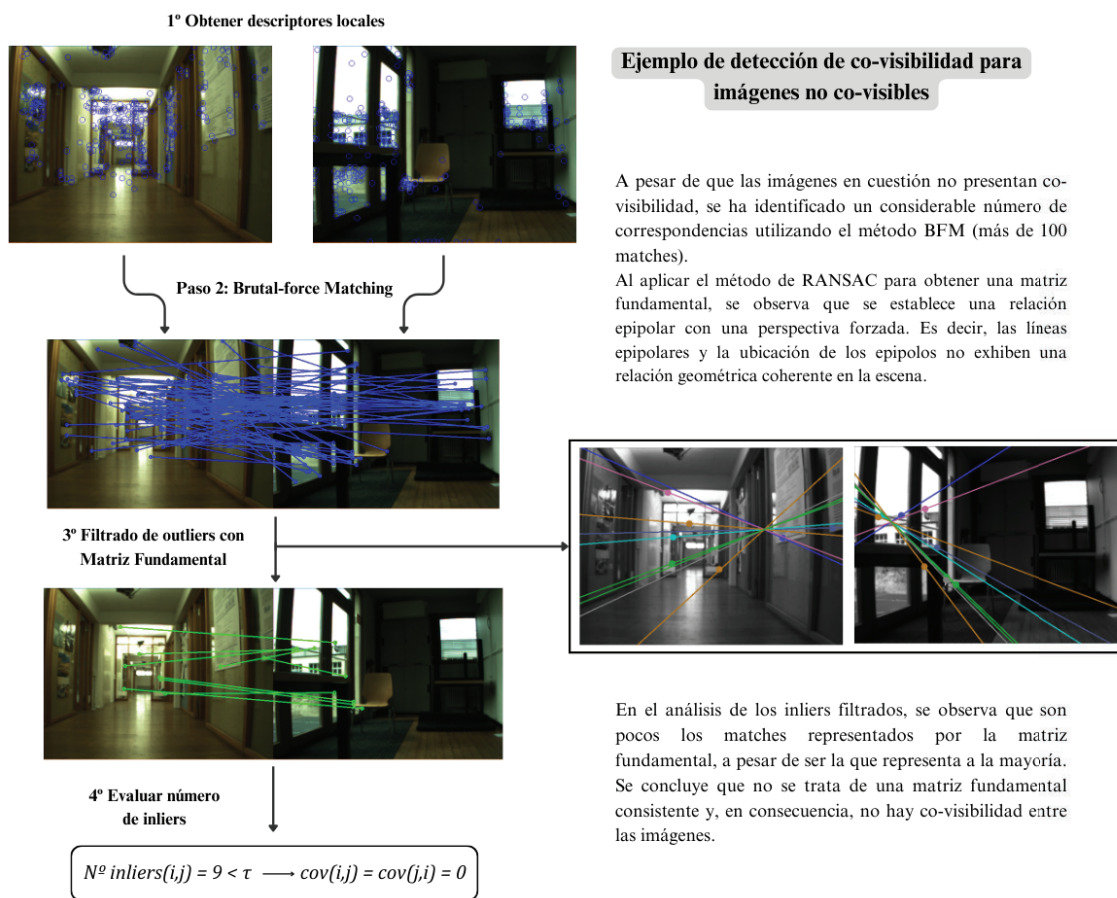 1º Obtener descriptores locales
Ejemplo de detección de co-visibilidad para
imágenes no co-visibles
A pesar de que las imágenes en cuestión no presentan co-
visibilidad, se ha identificado un considerable número de
correspondencias utilizando el método BFM (más de 100
matches).
Al aplicar el método de RANSAC para obtener una matriz
fundamental, se observa que se establece una relación
epipolar con una perspectiva forzada. Es decir, las líneas
epipolares y la ubicación de los epipolos no exhiben una
relación geométrica coherente en la escena.
Paso 2: Brutal-force Matching
3º Filtrado de outliers con
Matriz Fundamental
En el análisis de los inliers filtrados, se observa que son
pocos los matches representados por la matriz
fundamental, a pesar de ser la que representa a la mayoría.
Se concluye que no se trata de una matriz fundamental
consistente y, en consecuencia, no hay co-visibilidad entre
las imágenes.
4º Evaluar número
de inliers
Nº inliers(i,j) = 9 < τ ⟶ cov(i,j) = cov(j,i) = 0